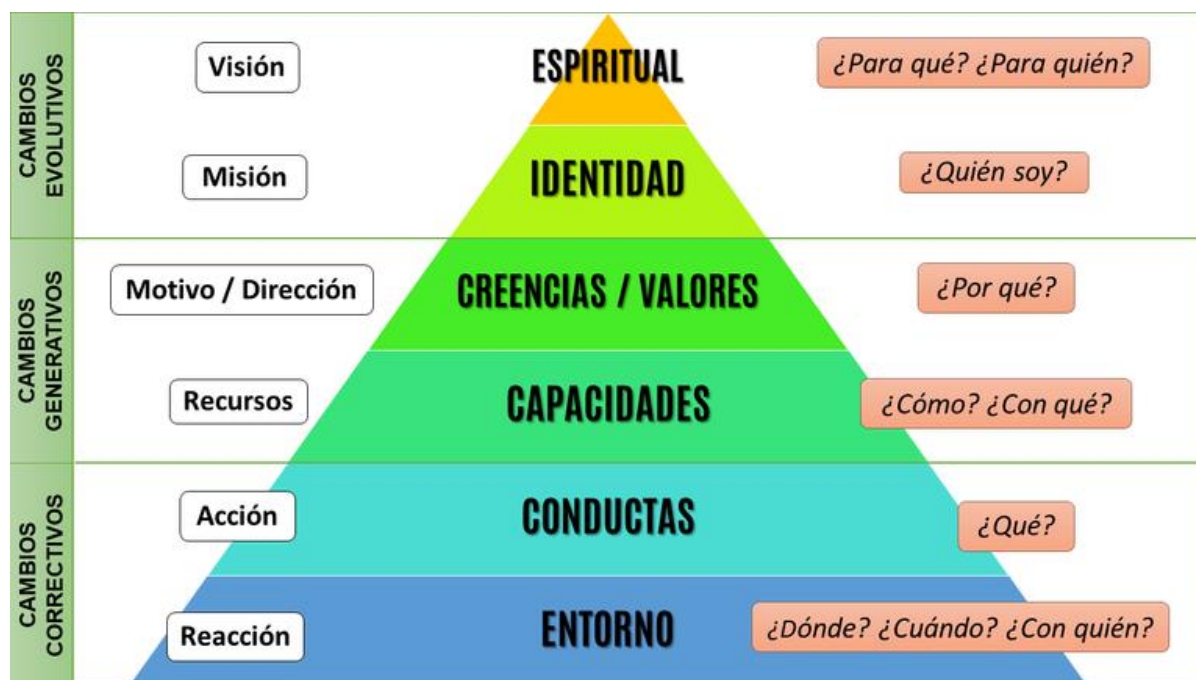 CAMBIOS
EVOLUTIVOS
Visión
ESPIRITUAL
¿Para qué? ¿Para quién?
Misión
IDENTIDAD
¿Quién soy?
CAMBIOS
GENERATIVOS
Motivo / Dirección
CREENCIAS / VALORES
¿Por qué?
Recursos
CAPACIDADES
¿Cómo? ¿Con qué?
CAMBIOS
CORRECTIVOS
Acción
CONDUCTAS
¿Qué?
Reacción
ENTORNO
¿Dónde? ¿Cuándo? ¿Con quién?